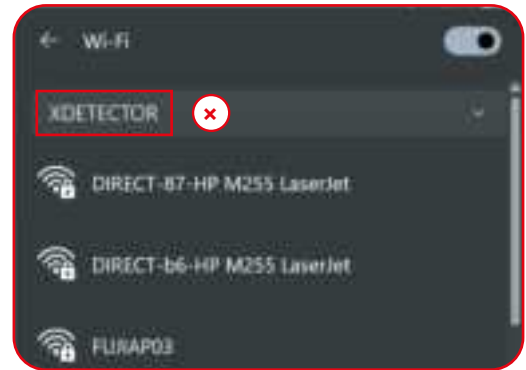 Wi-Fi
XDETECTOR
DIRECT-87-HP M255 LaserJet
DIRECT-b6-HP M255 LaserJet
FUJIAP03